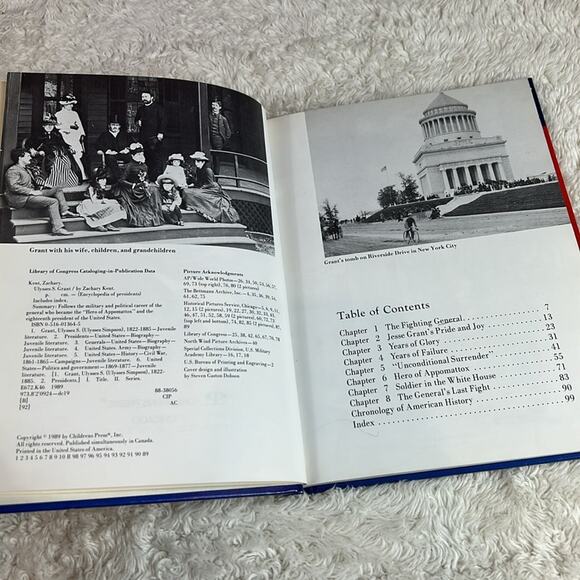 Grant with his wife, children, and grandchildren
Library of Congress Cataloging-in-Publication Data
Kent, Zachary.
Ulysses S. Grant / by Zachary Kent.
p. cm. — (Encyclopedia of presidents)
Includes index.
Summary: Follows the military and political career of the general who became the "Hero of Appomattox" and the eighteenth president of the United States.
ISBN 0-516-01364-5
1. Grant, Ulysses S. (Ulysses Simpson), 1822-1885—Juvenile
literature. 2. Presidents—United States—Biography—
Juvenile literature. 3. Generals—United States—Biography—
Juvenile literature. 4. United States. Army—Biography—
Juvenile literature. 5. United States—History—Civil War,
1861-1865—Campaigns—Juvenile literature. 6. United
States—Politics and government—1869-1877—Juvenile
literature. [1. Grant, Ulysses S. (Ulysses Simpson), 1822-
1885. 2. Presidents.] I. Title. II. Series.
E672.K46 1989
973.8'2'0924—dc19
[B]
[92]
88-38056
CIP
AC
Copyright © 1989 by Childrens Press®, Inc.
All rights reserved. Published simultaneously in Canada.
Printed in the United States of America.
1 2 3 4 5 6 7 8 9 10 R 98 97 96 95 94 93 92 91 90 89
Picture Acknowledgments
AP/Wide World Photos—
The Bettmann Archive, Inc.—4,
61, 62, 75
Historical Pictures Service, Chicago—
Library of Congress—
North Wind Picture Archives—40
Special Collections Division, U.S. Military
Academy Library—16, 17, 18
U.S. Bureau of Printing and Engraving—2
Cover design and illustration
by Steven Gaston Dobson
Grant's tomb on Riverside Drive in New York City
Table of Contents
Chapter 1 The Fighting General 7
Chapter 2 Jesse Grant's Pride and Joy 13
Chapter 3 Years of Glory 23
Chapter 4 Years of Failure 31
Chapter 5 "Unconditional Surrender" 41
Chapter 6 Hero of Appomattox 55
Chapter 7 Soldier in the White House 71
Chapter 8 The General's Last Fight 83
Chronology of American History 90
Index 99